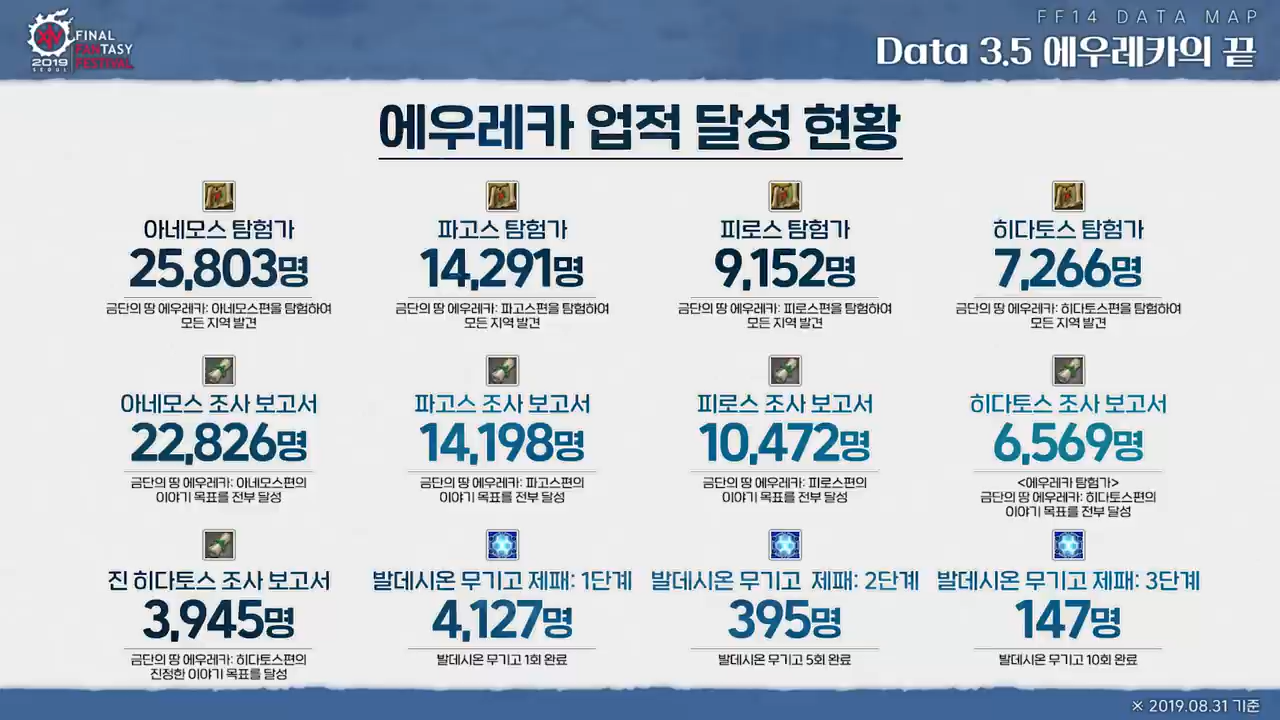 XIV
FINAL
FANTASY
FESTIVAL
2019
SEOUL
FF14 DATA MAP
Data 3.5 에우레카의 끝
에우레카 업적 달성 현황
아네모스 탐험가
25,803명
금단의 땅 에우레카: 아네모스편을 탐험하여
모든 지역 발견
파고스 탐험가
14,291명
금단의 땅 에우레카: 파고스편을 탐험하여
모든 지역 발견
피로스 탐험가
9,152명
금단의 땅 에우레카: 피로스편을 탐험하여
모든 지역 발견
히다토스 탐험가
7,266명
금단의 땅 에우레카: 히다토스편을 탐험하여
모든 지역 발견
아네모스 조사 보고서
22,826명
금단의 땅 에우레카: 아네모스편의
이야기 목표를 전부 달성
파고스 조사 보고서
14,198명
금단의 땅 에우레카: 파고스편의
이야기 목표를 전부 달성
피로스 조사 보고서
10,472명
금단의 땅 에우레카: 피로스편의
이야기 목표를 전부 달성
히다토스 조사 보고서
6,569명
<에우레카 탐험가>
금단의 땅 에우레카: 히다토스편의
이야기 목표를 전부 달성
진 히다토스 조사 보고서
3,945명
금단의 땅 에우레카: 히다토스편의
진정한 이야기 목표를 달성
발데시온 무기고 제패: 1단계
4,127명
발데시온 무기고 1회 완료
발데시온 무기고 제패: 2단계
395명
발데시온 무기고 5회 완료
발데시온 무기고 제패: 3단계
147명
발데시온 무기고 10회 완료
※ 2019.08.31 기준